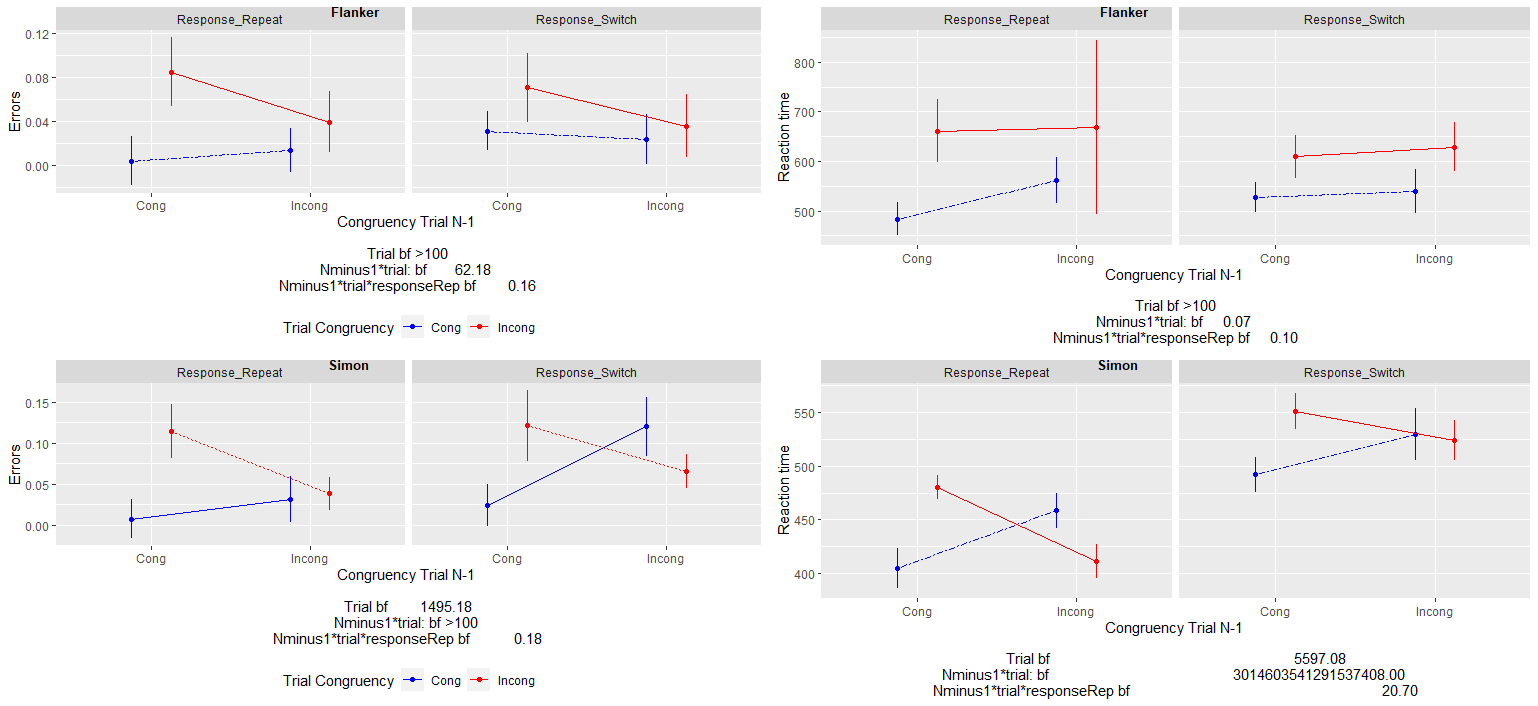 Flanker
Response_Repeat Response_Switch
0.12
0.08
0.04
0.00
Errors
Cong Incong Cong Incong
Congruency Trial N-1
Trial bf >100
Nminus1*trial: bf 62.18
Nminus1*trial*responseRep bf 0.16
Trial Congruency Cong Incong
Flanker
Response_Repeat Response_Switch
800
700
600
500
Reaction time
Cong Incong Cong Incong
Congruency Trial N-1
Trial bf >100
Nminus1*trial: bf 0.07
Nminus1*trial*responseRep bf 0.10
Simon
Response_Repeat Response_Switch
0.15
0.10
0.05
0.00
Errors
Cong Incong Cong Incong
Congruency Trial N-1
Trial bf 1495.18
Nminus1*trial: bf >100
Nminus1*trial*responseRep bf 0.18
Trial Congruency Cong Incong
Simon
Response_Repeat Response_Switch
550
500
450
400
Reaction time
Cong Incong Cong Incong
Congruency Trial N-1
Trial bf 5597.08
Nminus1*trial: bf 3014603541291537408.00
Nminus1*trial*responseRep bf 20.70